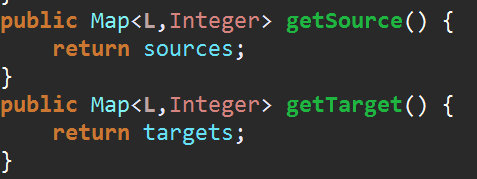 public Map<L,Integer> getSource() {
    return sources;
}
public Map<L,Integer> getTarget() {
    return targets;
}